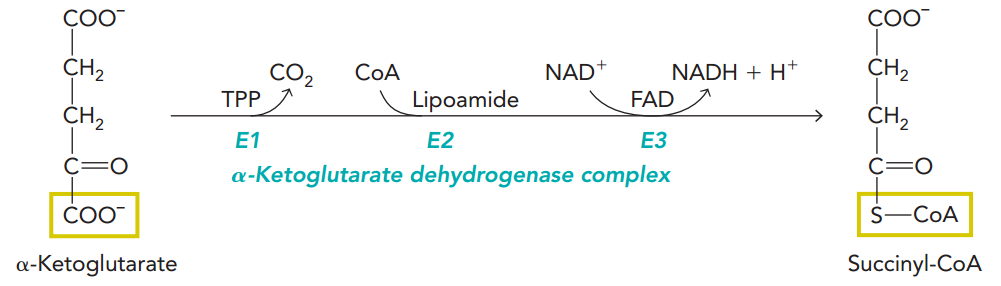 COO⁻
CH₂
CH₂
C=O
COO⁻
α-Ketoglutarate
TPP
CO₂
CoA
Lipoamide
NAD⁺
FAD
NADH + H⁺
E1
E2
E3
α-Ketoglutarate dehydrogenase complex
COO⁻
CH₂
CH₂
C=O
S—CoA
Succinyl-CoA